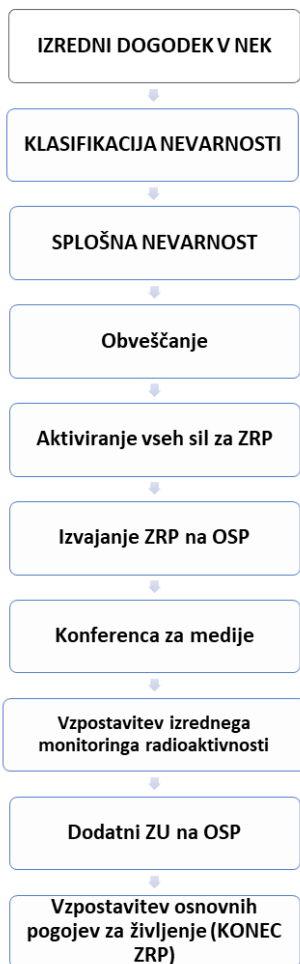 IZREDNI DOGODEK V NEK
KLASIFIKACIJA NEVARNOSTI
SPLOŠNA NEVARNOST
Obveščanje
Aktiviranje vseh sil za ZRP
Izvajanje ZRP na OSP
Konferenca za medije
Vzpostavitev izrednega
monitoringa radioaktivnosti
Dodatni ZU na OSP
Vzpostavitev osnovnih
pogojev za življenje (KONEC
ZRP)